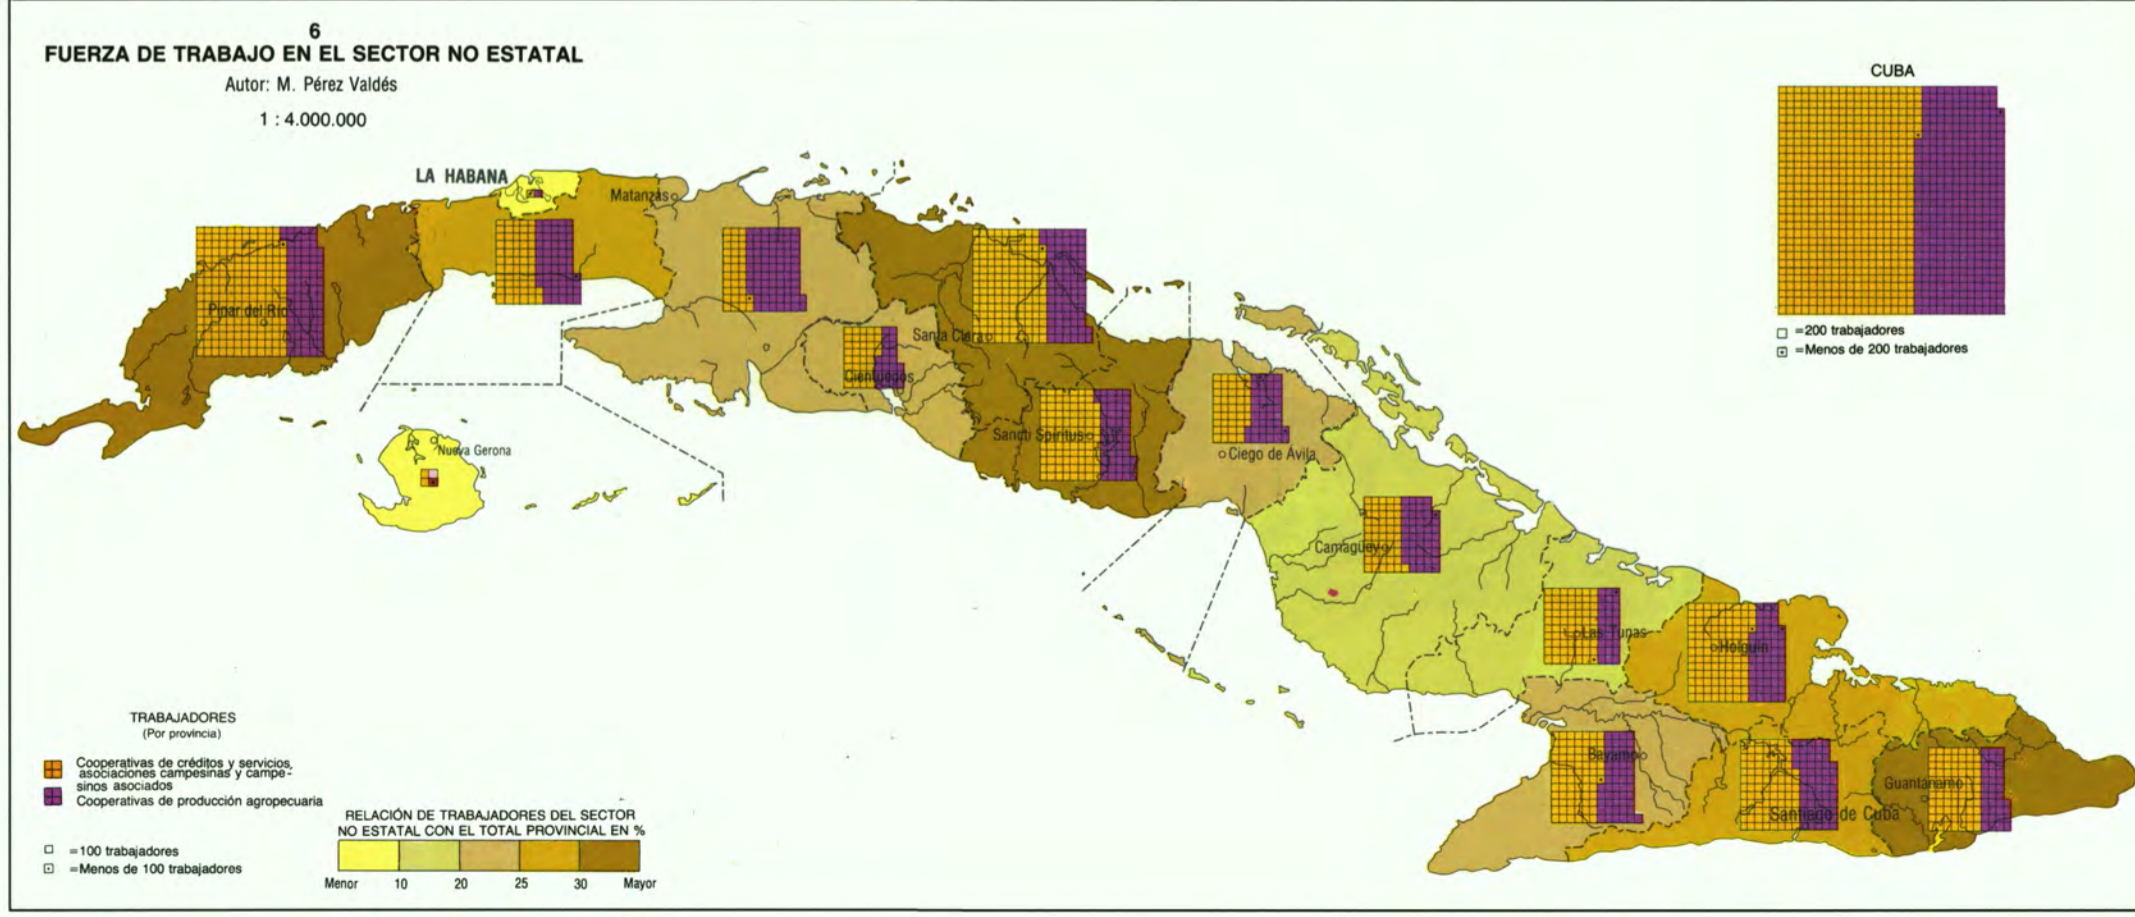 6
FUERZA DE TRABAJO EN EL SECTOR NO ESTATAL
Autor: M. Pérez Valdés
1 : 4.000.000
CUBA
=200 trabajadores
=Menos de 200 trabajadores
LA HABANA
Matanzas
Pinar del Río
Santa Clara
Cienfuegos
Sancti Spíritus
Ciego de Ávila
Nueva Gerona
Camagüey
Las Tunas
Holguín
Bayamo
Guantánamo
Santiago de Cuba
TRABAJADORES
(Por provincia)
Cooperativas de créditos y servicios,
asociaciones campesinas y campe-
sinos asociados
Cooperativas de producción agropecuaria
=100 trabajadores
=Menos de 100 trabajadores
RELACIÓN DE TRABAJADORES DEL SECTOR
NO ESTATAL CON EL TOTAL PROVINCIAL EN %
Menor 10 20 25 30 Mayor